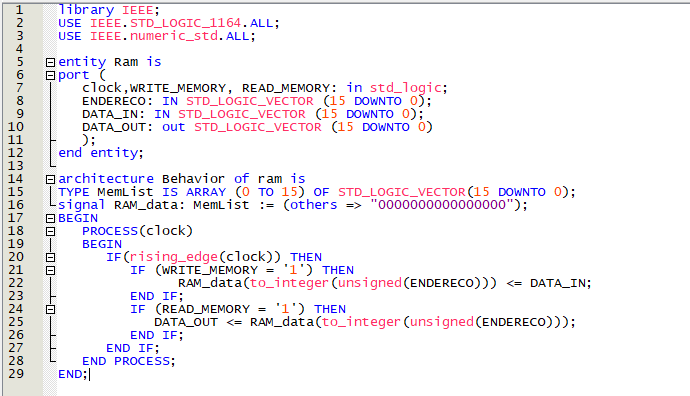 1 library IEEE;
2 USE IEEE.STD_LOGIC_1164.ALL;
3 USE IEEE.numeric_std.ALL;
4
5 entity Ram is
6 port (
7 clock,WRITE_MEMORY, READ_MEMORY: in std_logic;
8 ENDERECO: IN STD_LOGIC_VECTOR (15 DOWNTO 0);
9 DATA_IN: IN STD_LOGIC_VECTOR (15 DOWNTO 0);
10 DATA_OUT: out STD_LOGIC_VECTOR (15 DOWNTO 0)
11 );
12 end entity;
13
14 architecture Behavior of ram is
15 TYPE MemList IS ARRAY (0 TO 15) OF STD_LOGIC_VECTOR(15 DOWNTO 0);
16 signal RAM_data: MemList := (others => "0000000000000000");
17 BEGIN
18 PROCESS(clock)
19 BEGIN
20 IF(rising_edge(clock)) THEN
21 IF (WRITE_MEMORY = '1') THEN
22 RAM_data(to_integer(unsigned(ENDERECO))) <= DATA_IN;
23 END IF;
24 IF (READ_MEMORY = '1') THEN
25 DATA_OUT <= RAM_data(to_integer(unsigned(ENDERECO)));
26 END IF;
27 END IF;
28 END PROCESS;
29 END;